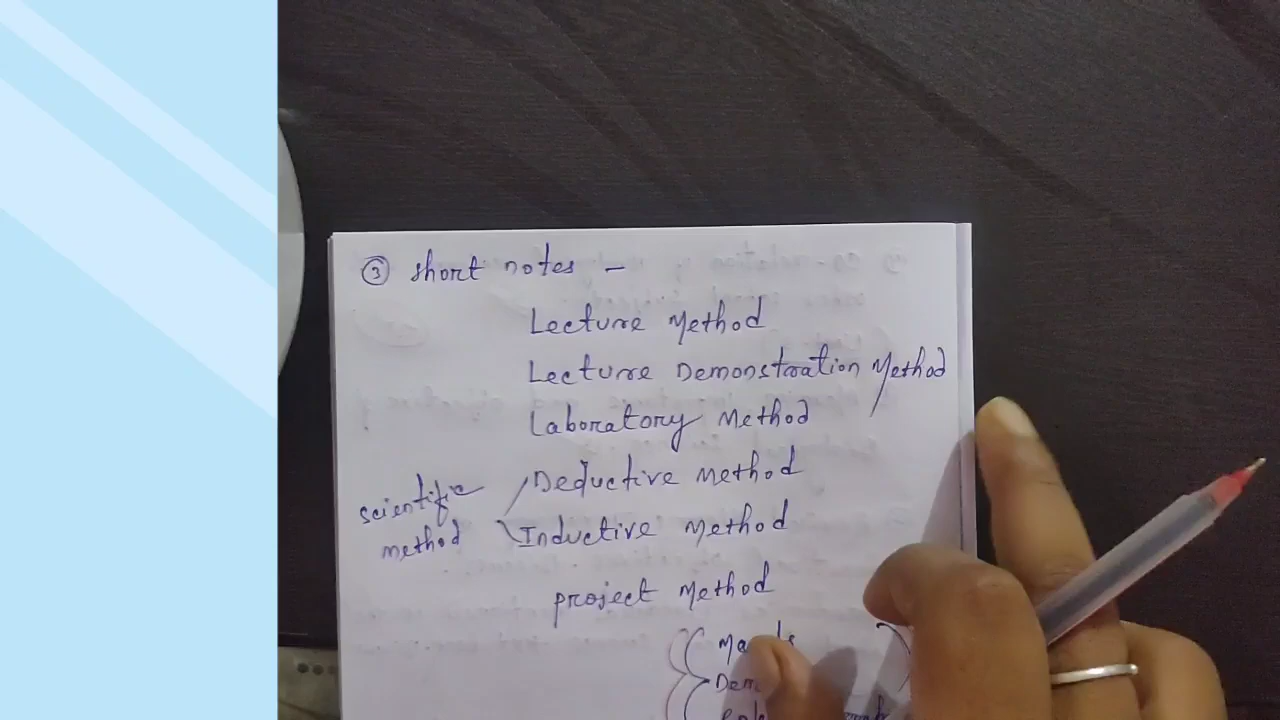 ③ short notes –
Lecture Method
Lecture Demonstration Method
Laboratory Method
scientific method
Deductive Method
Inductive Method
project Method